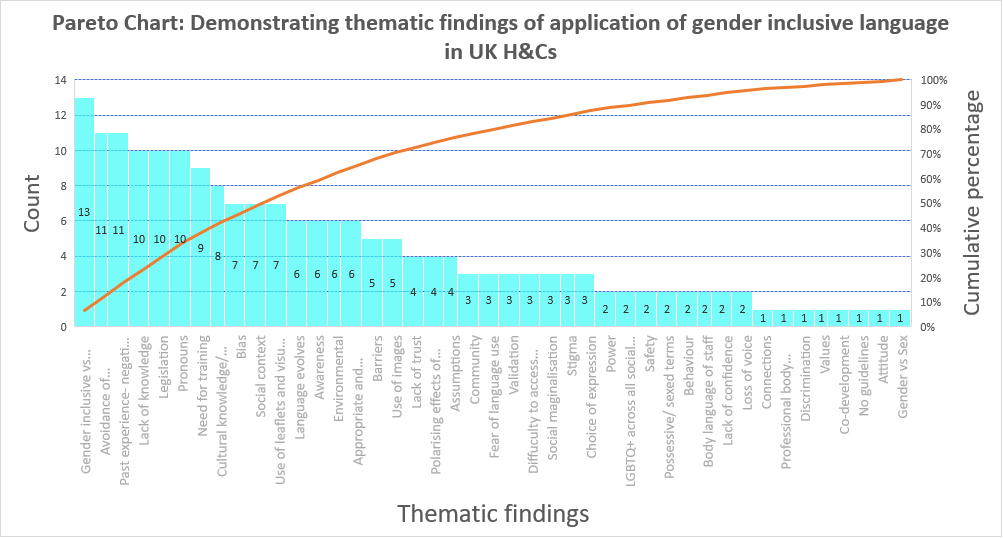 Pareto Chart: Demonstrating thematic findings of application of gender inclusive language
in UK H&Cs
14
12
10
8
6
4
2
0
Count
13
11
11
10
10
10
9
8
7
7
7
6
6
6
6
5
5
4
4
4
3
3
3
3
3
3
3
2
2
2
2
2
2
2
2
1
1
1
1
1
1
1
1
100%
90%
80%
70%
60%
50%
40%
30%
20%
10%
0%
Cumulative percentage
Gender inclusive vs...
Avoidance of...
Past experience- negati...
Lack of knowledge
Legislation
Pronouns
Need for training
Cultural knowledge/...
Bias
Social context
Use of leaflets and visu...
Language evolves
Awareness
Environmental
Appropriate and...
Barriers
Use of images
Lack of trust
Polarising effects of...
Assumptions
Community
Fear of language use
Validation
Diffuculty to access...
Social maginalisation
Stigma
Choice of expression
Power
LGBTQ+ across all social...
Safety
Possessive/ sexed terms
Behaviour
Body language of staff
Lack of confidence
Loss of voice
Connections
Professional body...
Discrimination
Values
Co-development
No guidelines
Attitude
Gender vs Sex
Thematic findings